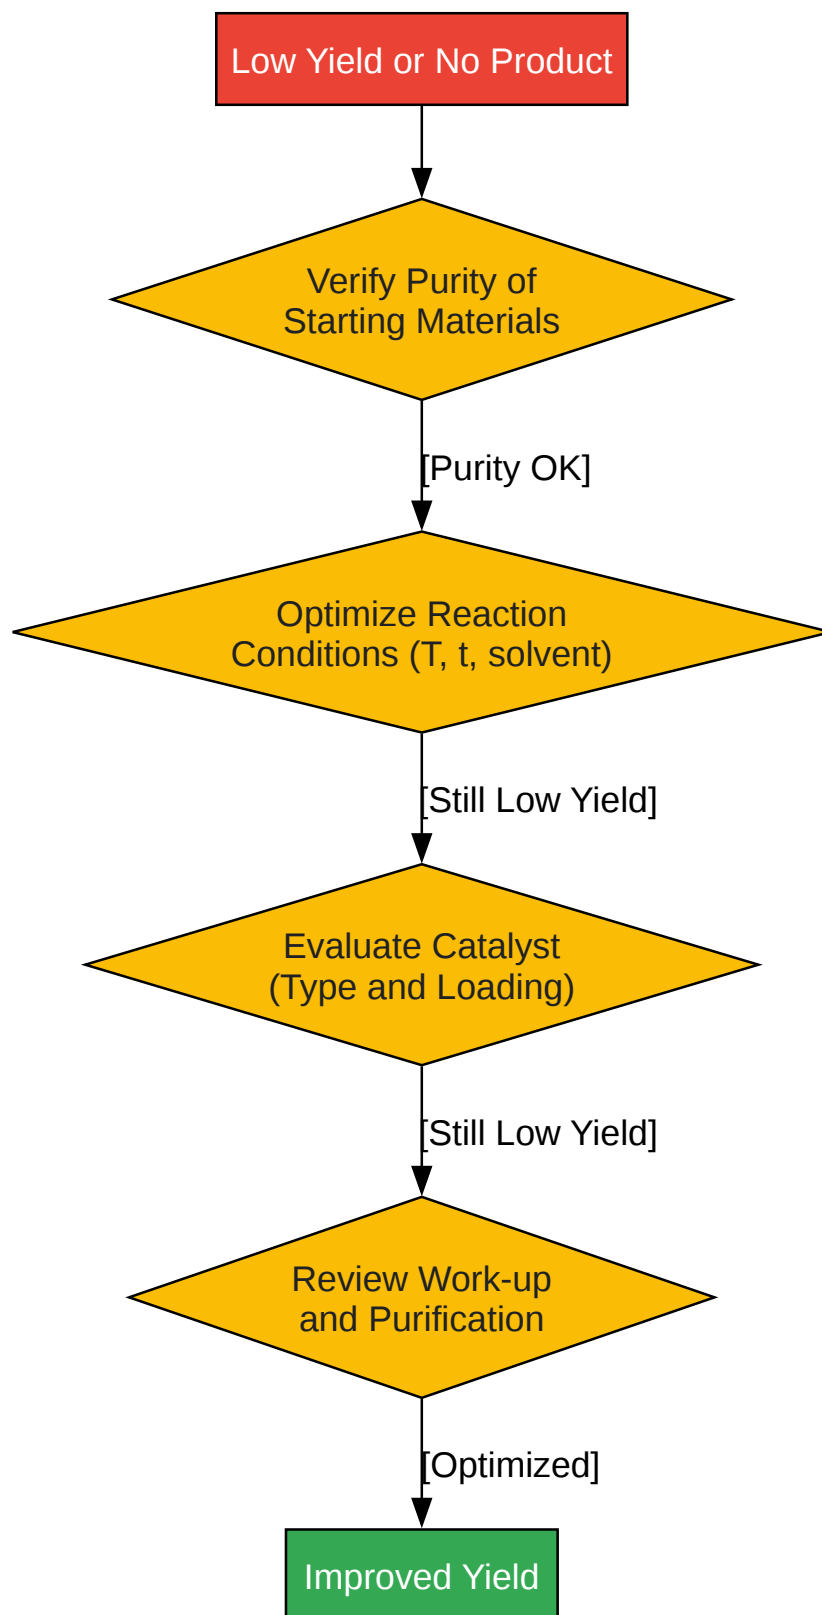 Low Yield or No Product
Verify Purity of
Starting Materials
[Purity OK]
Optimize Reaction
Conditions (T, t, solvent)
[Still Low Yield]
Evaluate Catalyst
(Type and Loading)
[Still Low Yield]
Review Work-up
and Purification
[Optimized]
Improved Yield